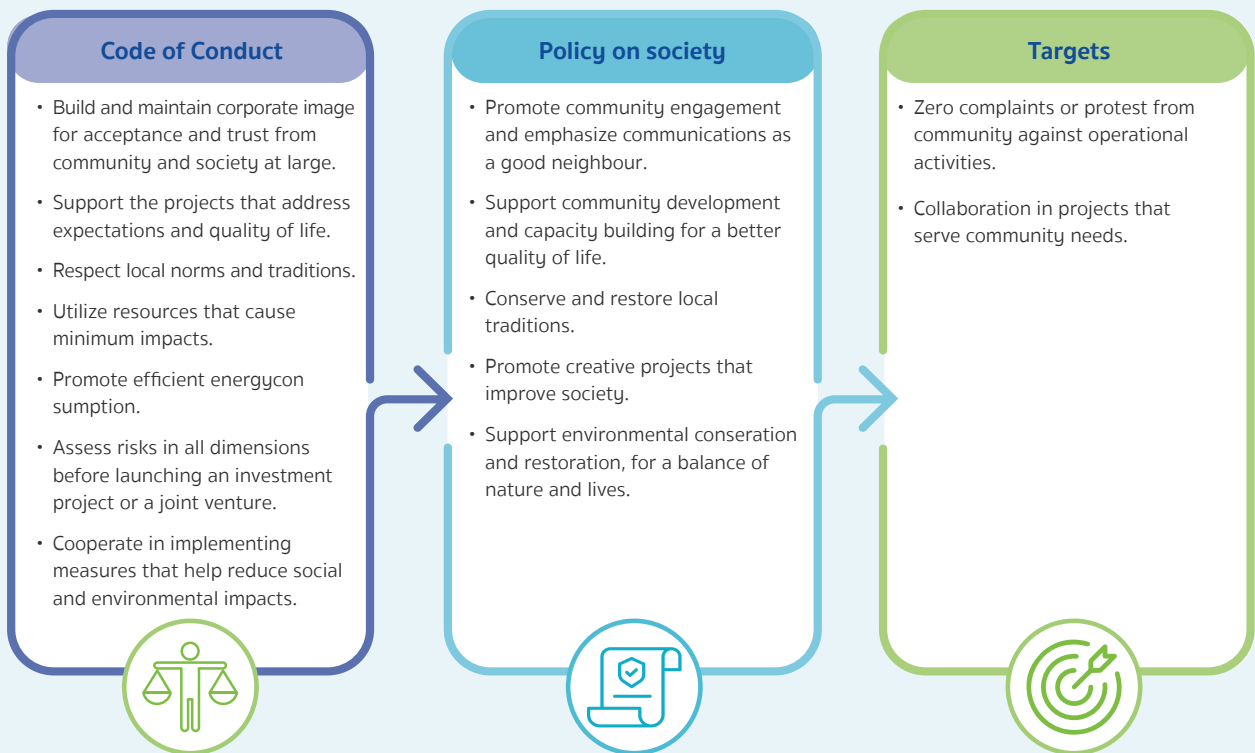 Code of Conduct
• Build and maintain corporate image
for acceptance and trust from
community and society at large.
• Support the projects that address
expectations and quality of life.
• Respect local norms and traditions.
• Utilize resources that cause
minimum impacts.
• Promote efficient energycon
sumption.
• Assess risks in all dimensions
before launching an investment
project or a joint venture.
• Cooperate in implementing
measures that help reduce social
and environmental impacts.
Policy on society
• Promote community engagement
and emphasize communications as
a good neighbour.
• Support community development
and capacity building for a better
quality of life.
• Conserve and restore local
traditions.
• Promote creative projects that
improve society.
• Support environmental conseration
and restoration, for a balance of
nature and lives.
Targets
• Zero complaints or protest from
community against operational
activities.
• Collaboration in projects that
serve community needs.